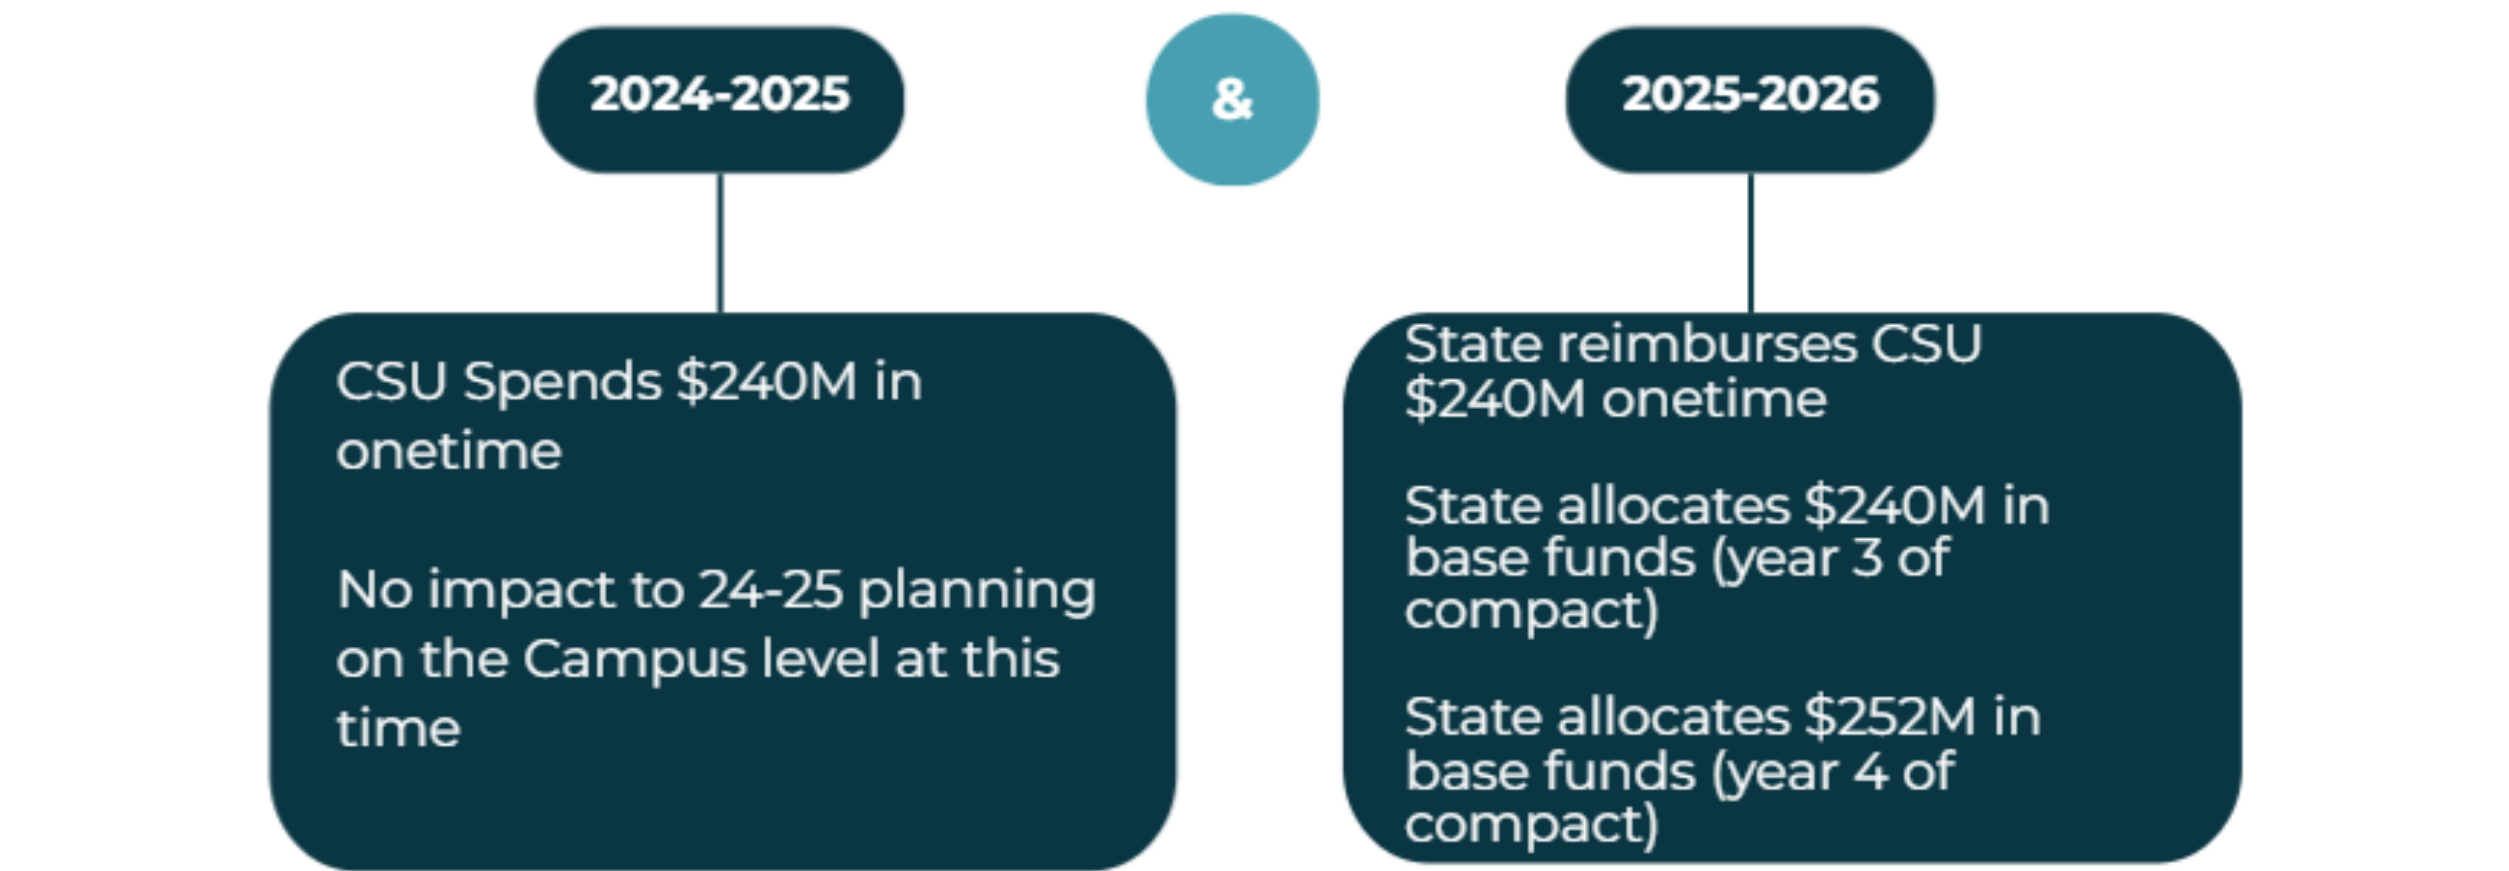 2024-2025
&
2025-2026
CSU Spends $240M in
onetime
No impact to 24-25 planning
on the Campus level at this
time
State reimburses CSU
$240M onetime
State allocates $240M in
base funds (year 3 of
compact)
State allocates $252M in
base funds (year 4 of
compact)